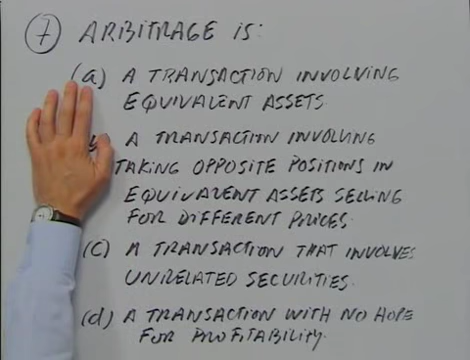 (7) ARBITRAGE IS:
(a) A TRANSACTION INVOLVING
EQUIVALENT ASSETS.
A TRANSACTION INVOLVING
TAKING OPPOSITE POSITIONS IN
EQUIVALENT ASSETS SELLING
FOR DIFFERENT PRICES.
(C) A TRANSACTION THAT INVOLVES
UNRELATED SECURITIES.
(d) A TRANSACTION WITH NO HOPE
FOR PROFITABILITY.